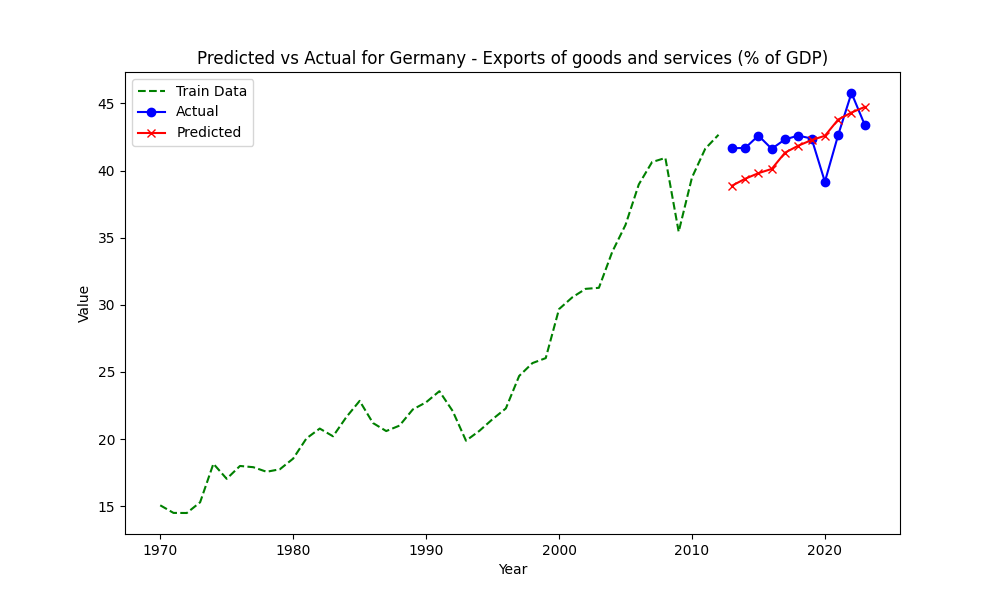 Predicted vs Actual for Germany - Exports of goods and services (% of GDP)
Train Data
Actual
Predicted
45
40
35
30
25
20
15
Value
1970 1980 1990 2000 2010 2020
Year